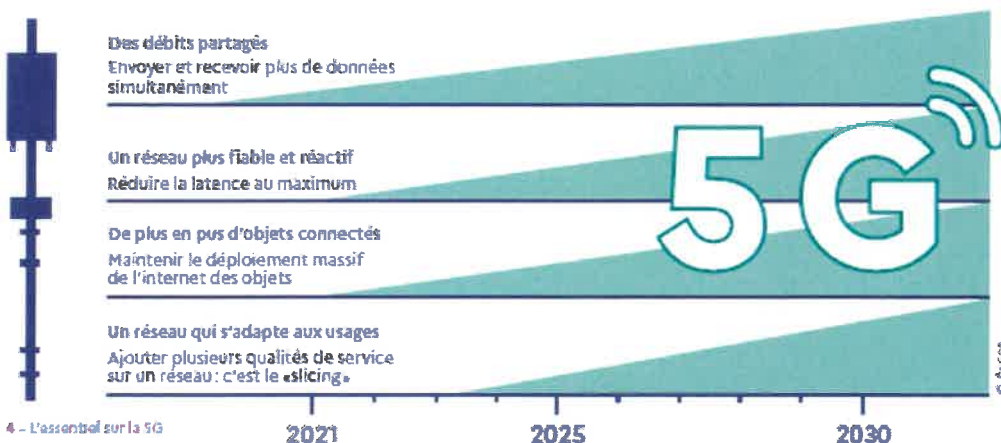 Des débits partagés
Envoyer et recevoir plus de données
simultanément
Un réseau plus fiable et réactif
Réduire la latence au maximum
De plus en pus d'objets connectés
Maintenir le déploiement massif
de l'internet des objets
Un réseau qui s'adapte aux usages
Ajouter plusieurs qualités de service
sur un réseau : c'est le «slicing»
5G
2021 2025 2030
4 – L'essentiel sur la 5G